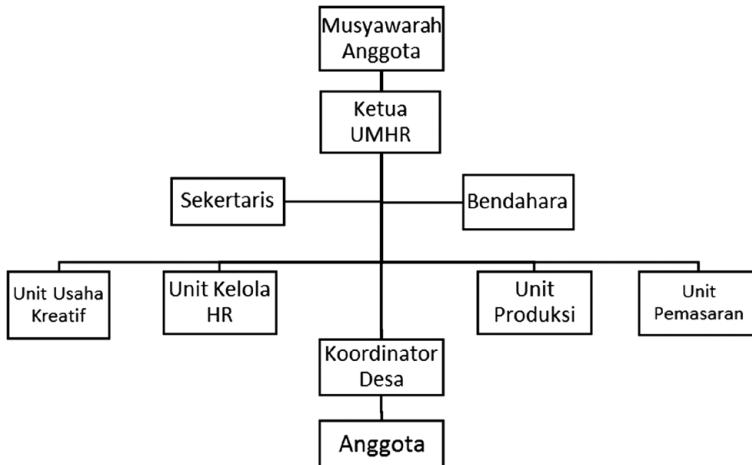 Musyawarah
Anggota
Ketua
UMHR
Sekertaris
Bendahara
Unit Usaha
Kreatif
Unit Kelola
HR
Unit
Produksi
Unit
Pemasaran
Koordinator
Desa
Anggota